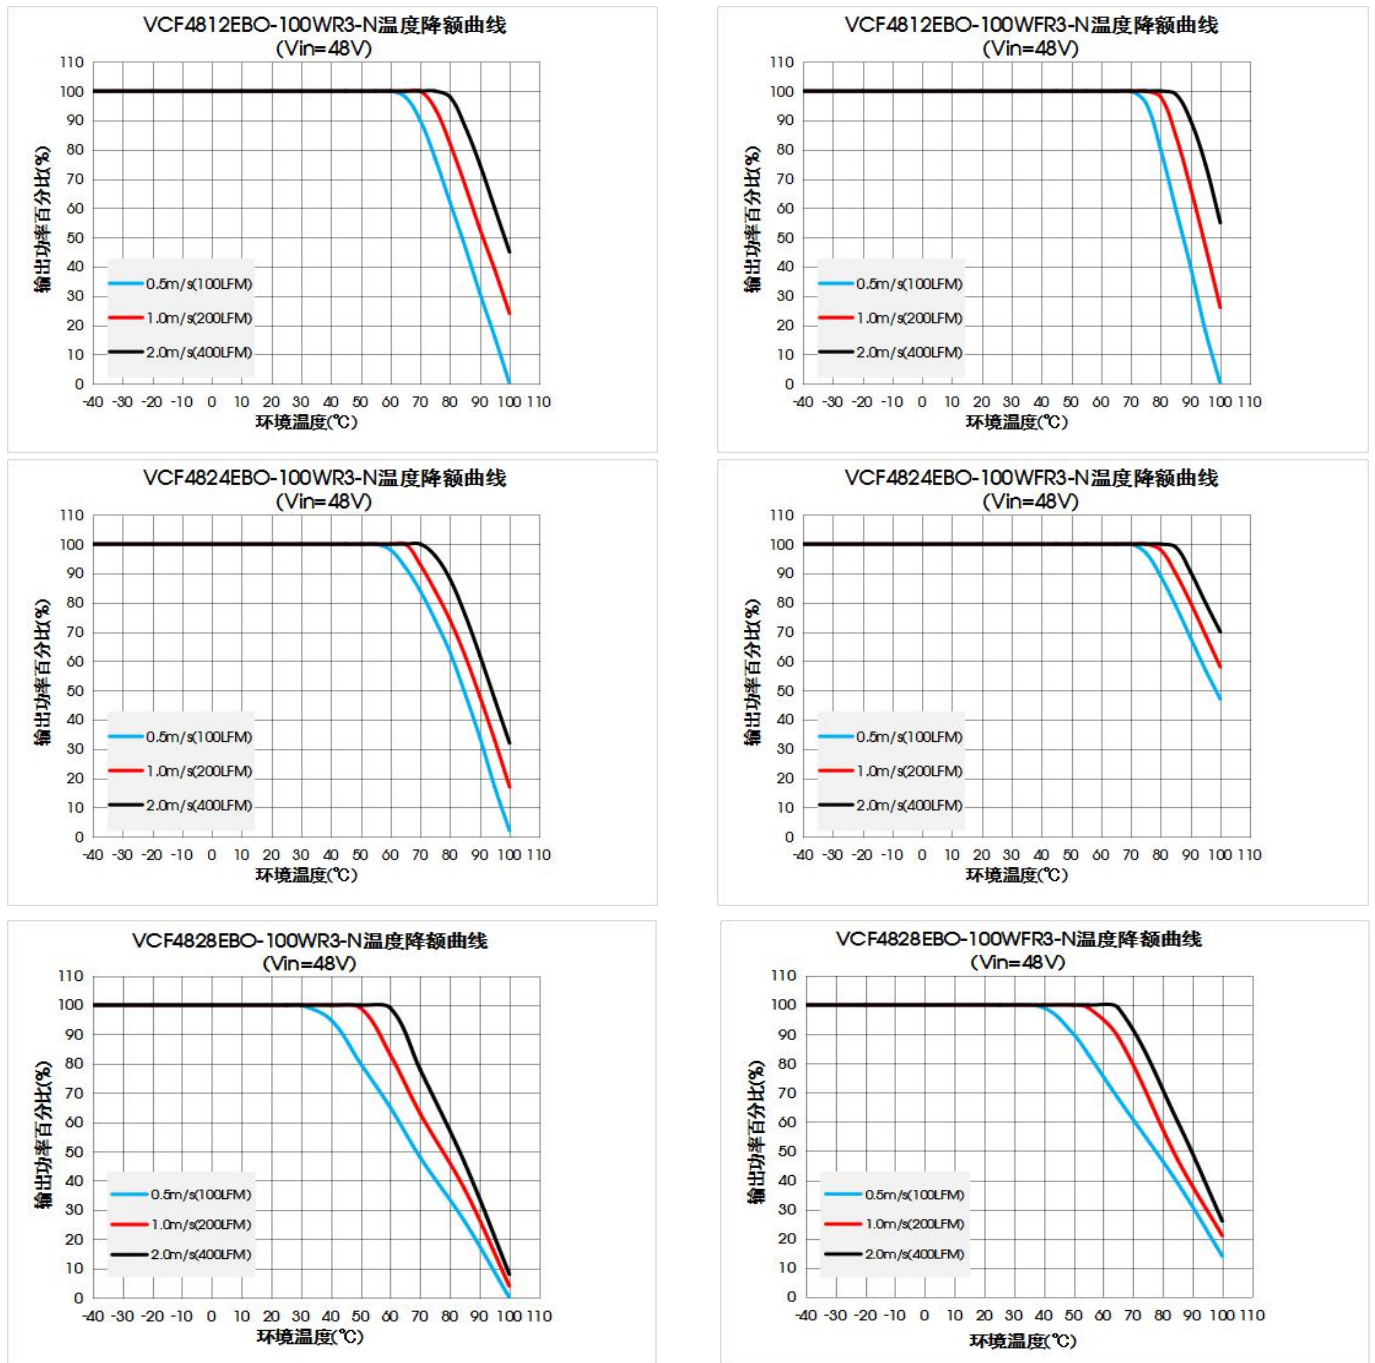 VCF4812EBO-100WR3-N温度降额曲线
(Vin=48V)
110
100
90
80
70
60
50
40
30
20
10
0
输出功率百分比(%)
0.5m/s(100LFM)
1.0m/s(200LFM)
2.0m/s(400LFM)
-40 -30 -20 -10 0 10 20 30 40 50 60 70 80 90 100 110
环境温度(℃)
VCF4812EBO-100WFR3-N温度降额曲线
(Vin=48V)
110
100
90
80
70
60
50
40
30
20
10
0
输出功率百分比(%)
0.5m/s(100LFM)
1.0m/s(200LFM)
2.0m/s(400LFM)
-40 -30 -20 -10 0 10 20 30 40 50 60 70 80 90 100 110
环境温度(℃)
VCF4824EBO-100WR3-N温度降额曲线
(Vin=48V)
110
100
90
80
70
60
50
40
30
20
10
0
输出功率百分比(%)
0.5m/s(100LFM)
1.0m/s(200LFM)
2.0m/s(400LFM)
-40 -30 -20 -10 0 10 20 30 40 50 60 70 80 90 100 110
环境温度(℃)
VCF4824EBO-100WFR3-N温度降额曲线
(Vin=48V)
110
100
90
80
70
60
50
40
30
20
10
0
输出功率百分比(%)
0.5m/s(100LFM)
1.0m/s(200LFM)
2.0m/s(400LFM)
-40 -30 -20 -10 0 10 20 30 40 50 60 70 80 90 100 110
环境温度(℃)
VCF4828EBO-100WR3-N温度降额曲线
(Vin=48V)
110
100
90
80
70
60
50
40
30
20
10
0
输出功率百分比(%)
0.5m/s(100LFM)
1.0m/s(200LFM)
2.0m/s(400LFM)
-40 -30 -20 -10 0 10 20 30 40 50 60 70 80 90 100 110
环境温度(℃)
VCF4828EBO-100WFR3-N温度降额曲线
(Vin=48V)
110
100
90
80
70
60
50
40
30
20
10
0
输出功率百分比(%)
0.5m/s(100LFM)
1.0m/s(200LFM)
2.0m/s(400LFM)
-40 -30 -20 -10 0 10 20 30 40 50 60 70 80 90 100 110
环境温度(℃)